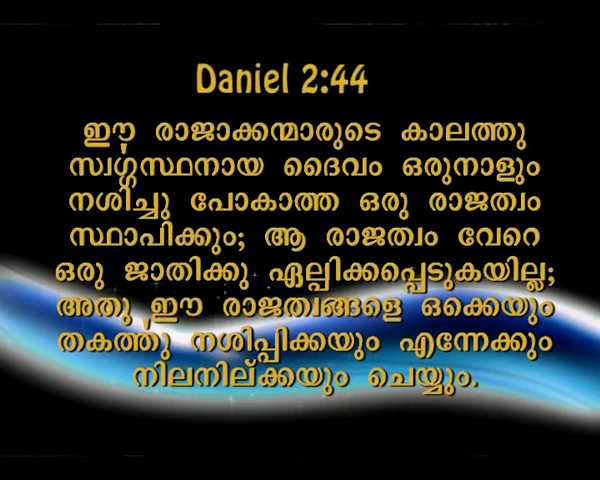 Daniel 2:44
ഈ രാജാക്കന്മാരുടെ കാലത്തു
സ്വർഗ്ഗസ്ഥനായ ദൈവം ഒരുനാളും
നശിച്ചു പോകാത്ത ഒരു രാജത്വം
സ്ഥാപിക്കും; ആ രാജത്വം വേറെ
ഒരു ജാതിക്കു ഏല്പിക്കപ്പെടുകയില്ല;
അതു ഈ രാജത്വങ്ങളെ ഒക്കെയും
തകർത്തു നശിപ്പിക്കയും എന്നേക്കും
നിലനില്ക്കയും ചെയ്യും.